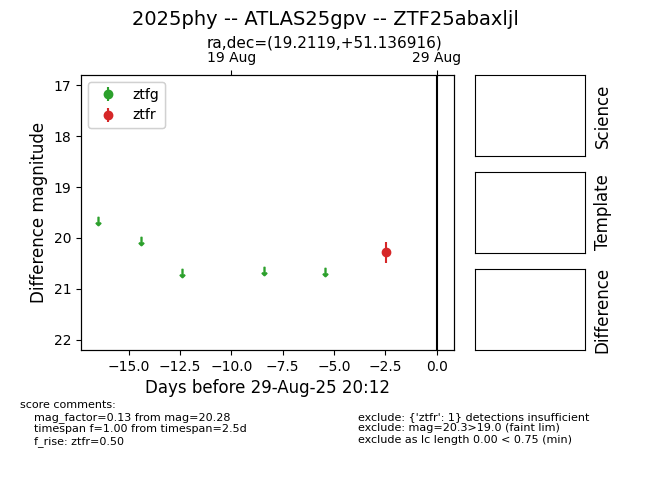 2025phy -- ATLAS25gpv -- ZTF25abaxljl
ra,dec=(19.2119,+51.136916)
19 Aug
29 Aug
ztfg
ztfr
17
18
19
20
21
22
Difference magnitude
−15.0
−12.5
−10.0
−7.5
−5.0
−2.5
0.0
Days before 29-Aug-25 20:12
Science
Template
Difference
score comments:
mag_factor=0.13 from mag=20.28
timespan f=1.00 from timespan=2.5d
f_rise: ztfr=0.50
exclude: {'ztfr': 1} detections insufficient
exclude: mag=20.3>19.0 (faint lim)
exclude as lc length 0.00 < 0.75 (min)